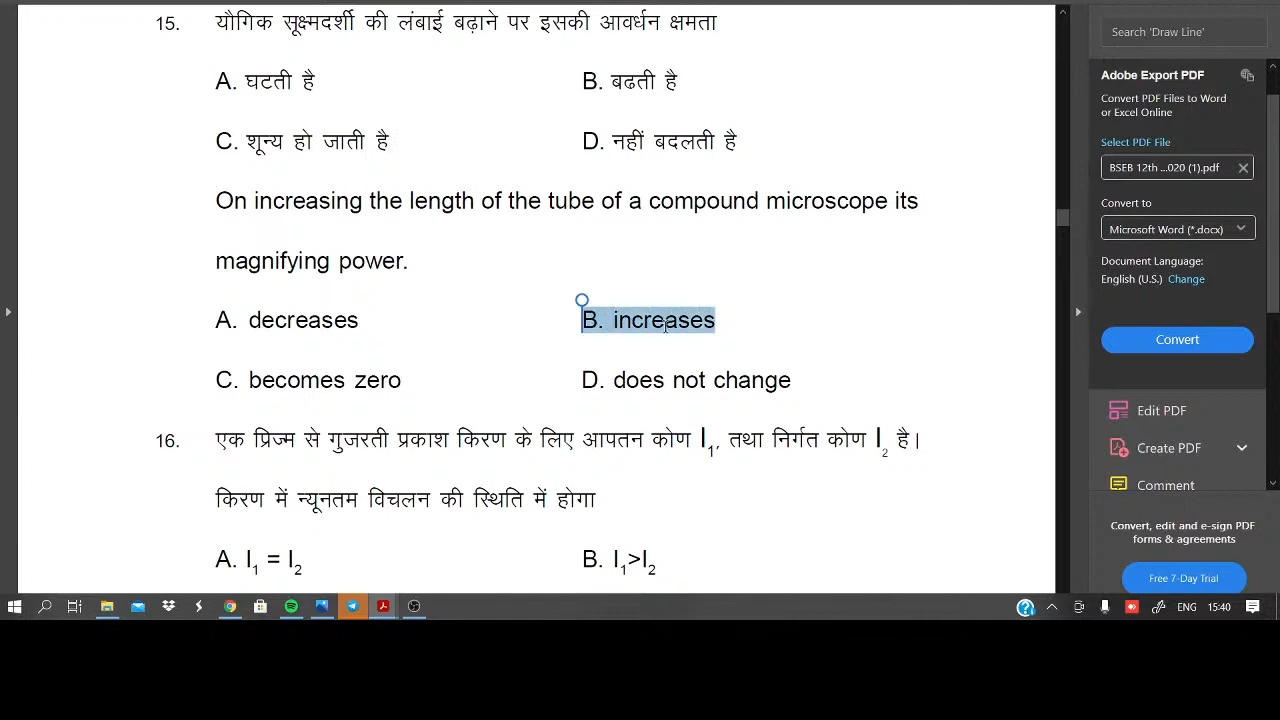 15. यौगिक सूक्ष्मदर्शी की लंबाई बढ़ाने पर इसकी आवर्धन क्षमता
A. घटती है B. बढती है
C. शून्य हो जाती है D. नहीं बदलती है
On increasing the length of the tube of a compound microscope its
magnifying power.
A. decreases B. increases
C. becomes zero D. does not change
16. एक प्रिज्म से गुजरती प्रकाश किरण के लिए आपतन कोण I₁, तथा निर्गत कोण I₂ है।
किरण में न्यूनतम विचलन की स्थिति में होगा
A. I₁ = I₂ B. I₁>I₂
Search 'Draw Line'
Adobe Export PDF
Convert PDF Files to Word
or Excel Online
Select PDF File
BSEB 12th ...020 (1).pdf
Convert to
Microsoft Word (*.docx)
Document Language:
English (U.S.) Change
Convert
Edit PDF
Create PDF
Comment
Convert, edit and e-sign PDF
forms & agreements
Free 7-Day Trial
ENG 15:40